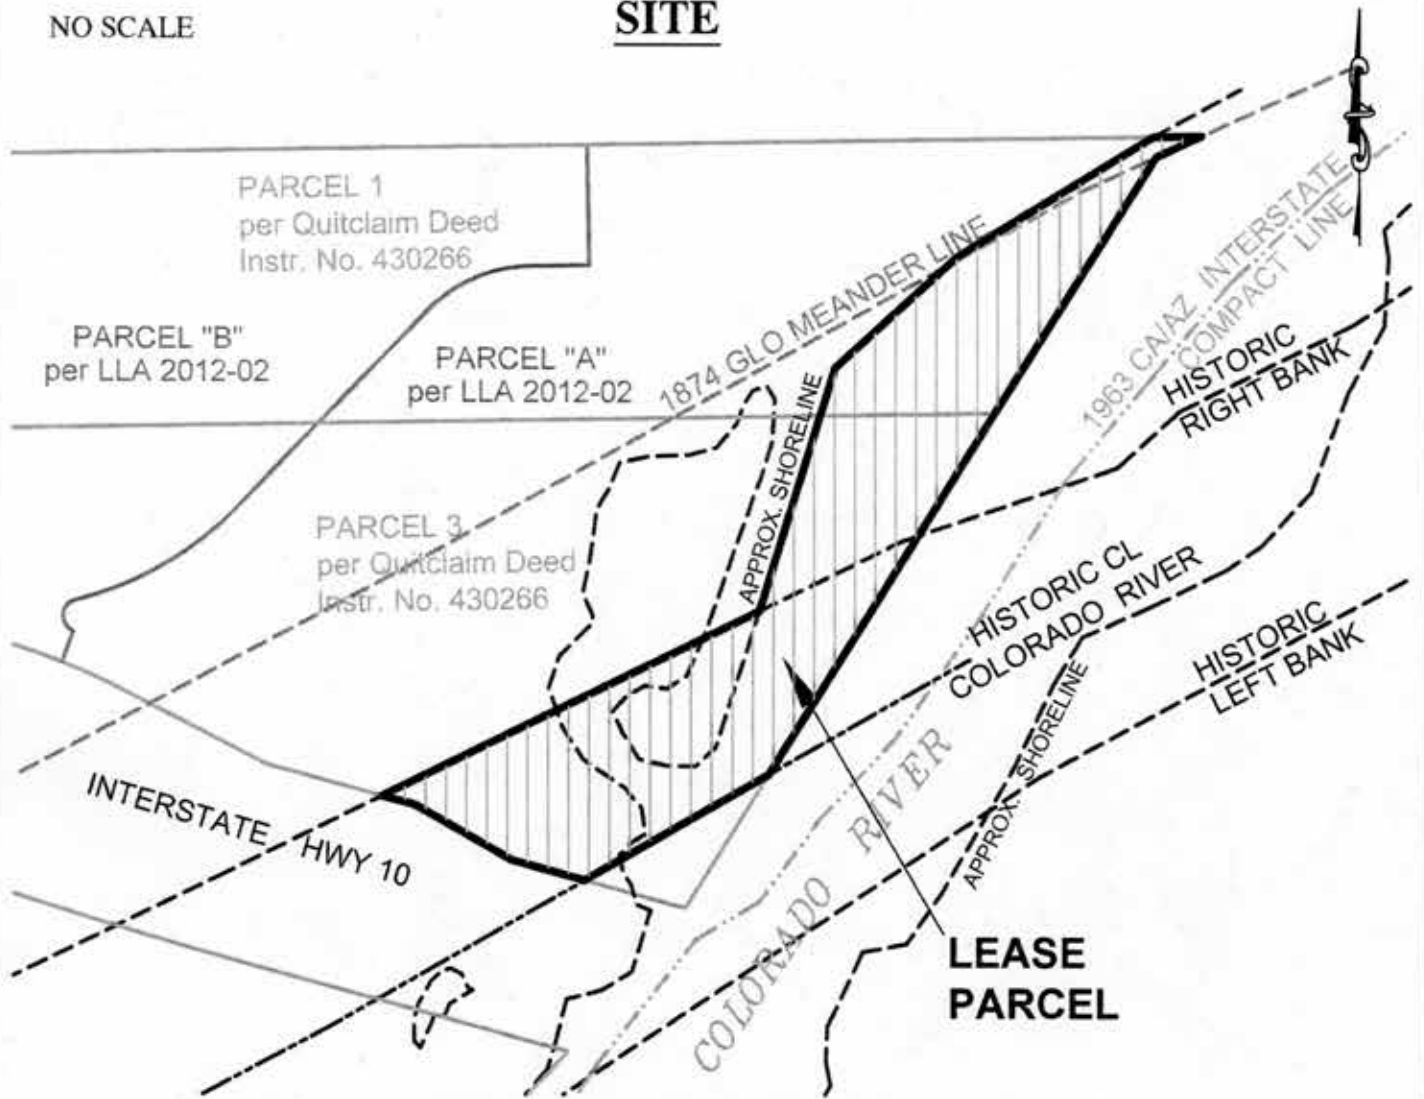 NO SCALE
SITE
PARCEL 1
per Quitclaim Deed
Instr. No. 430266
PARCEL "B"
per LLA 2012-02
PARCEL "A"
per LLA 2012-02
1874 GLO MEANDER LINE
1963 CA/AZ INTERSTATE
COMPACT LINE
HISTORIC
RIGHT BANK
APPROX. SHORELINE
PARCEL 3
per Quitclaim Deed
Instr. No. 430266
HISTORIC CL
COLORADO RIVER
HISTORIC
LEFT BANK
INTERSTATE HWY 10
COLORADO RIVER
APPROX. SHORELINE
LEASE
PARCEL